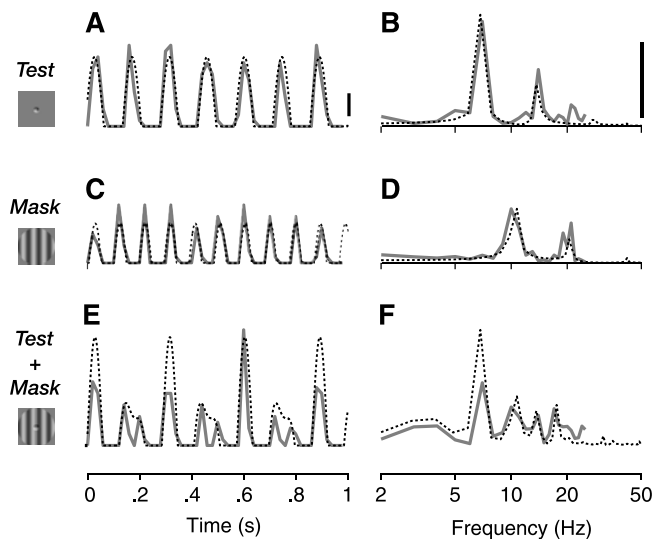 A
B
Test
C
D
Mask
E
F
Test
+
Mask
0 .2 .4 .6 .8 1
2 5 10 20 50
Time (s)
Frequency (Hz)